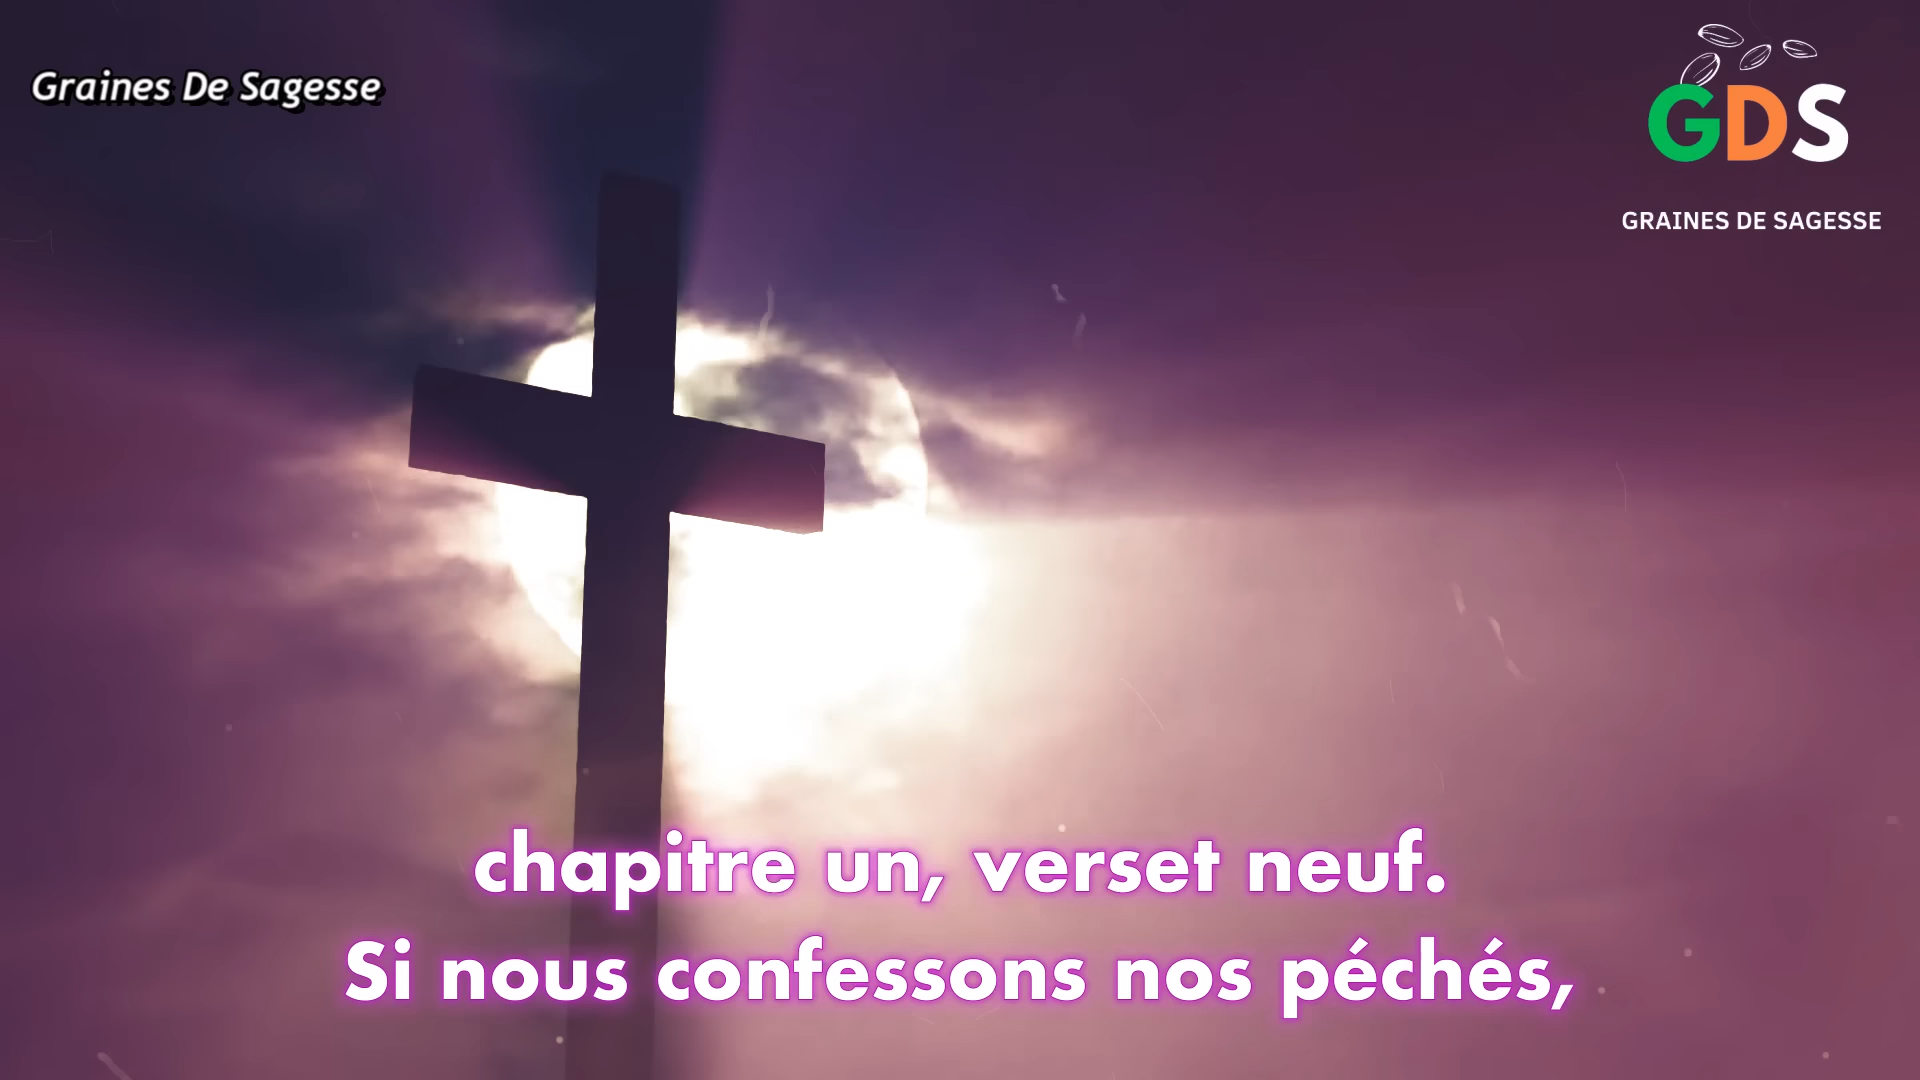 Graines De Sagesse
GDS
GRAINES DE SAGESSE
chapitre un, verset neuf.
Si nous confessons nos péchés,